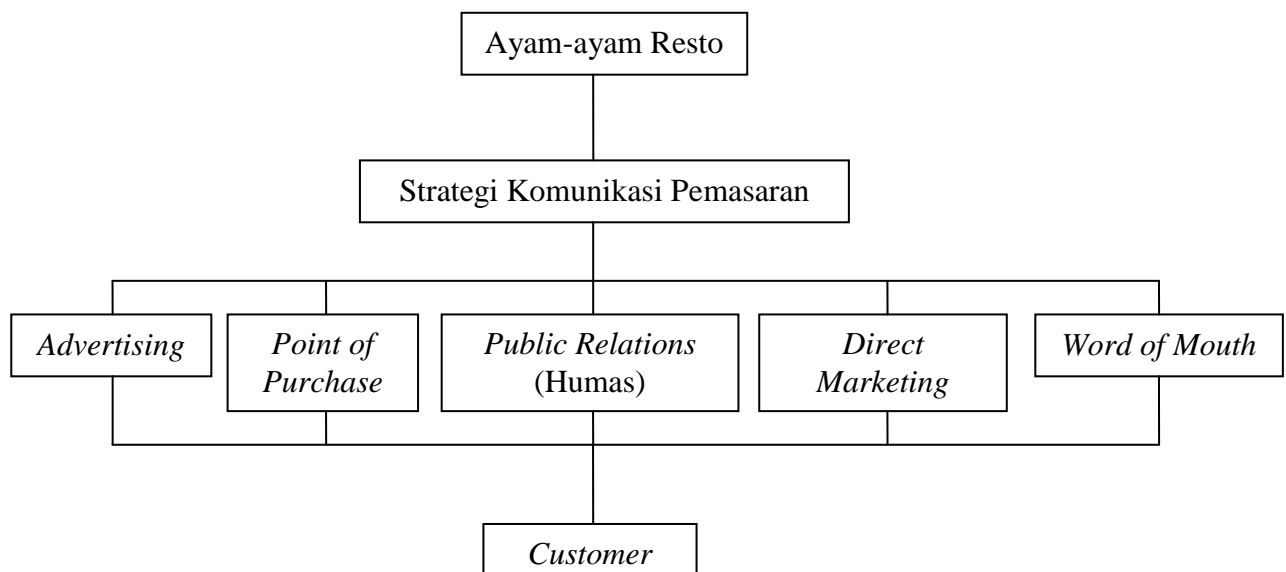 Ayam-ayam Resto
Strategi Komunikasi Pemasaran
Advertising
Point of
Purchase
Public Relations
(Humas)
Direct
Marketing
Word of Mouth
Customer